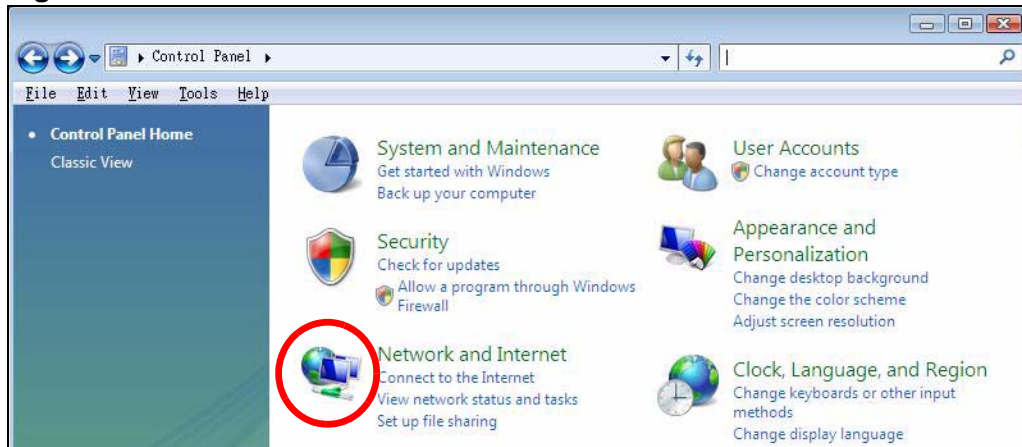 Control Panel
File Edit View Tools Help
Control Panel Home
Classic View
System and Maintenance
Get started with Windows
Back up your computer
Security
Check for updates
Allow a program through Windows
Firewall
Network and Internet
Connect to the Internet
View network status and tasks
Set up file sharing
User Accounts
Change account type
Appearance and
Personalization
Change desktop background
Change the color scheme
Adjust screen resolution
Clock, Language, and Region
Change keyboards or other input
methods
Change display language